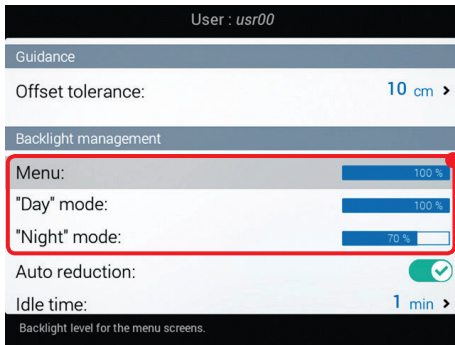 User : usr00
Guidance
Offset tolerance: 10 cm >
Backlight management
Menu: 100 %
"Day" mode: 100 %
"Night" mode: 70 %
Auto reduction:
Idle time: 1 min >
Backlight level for the menu screens.